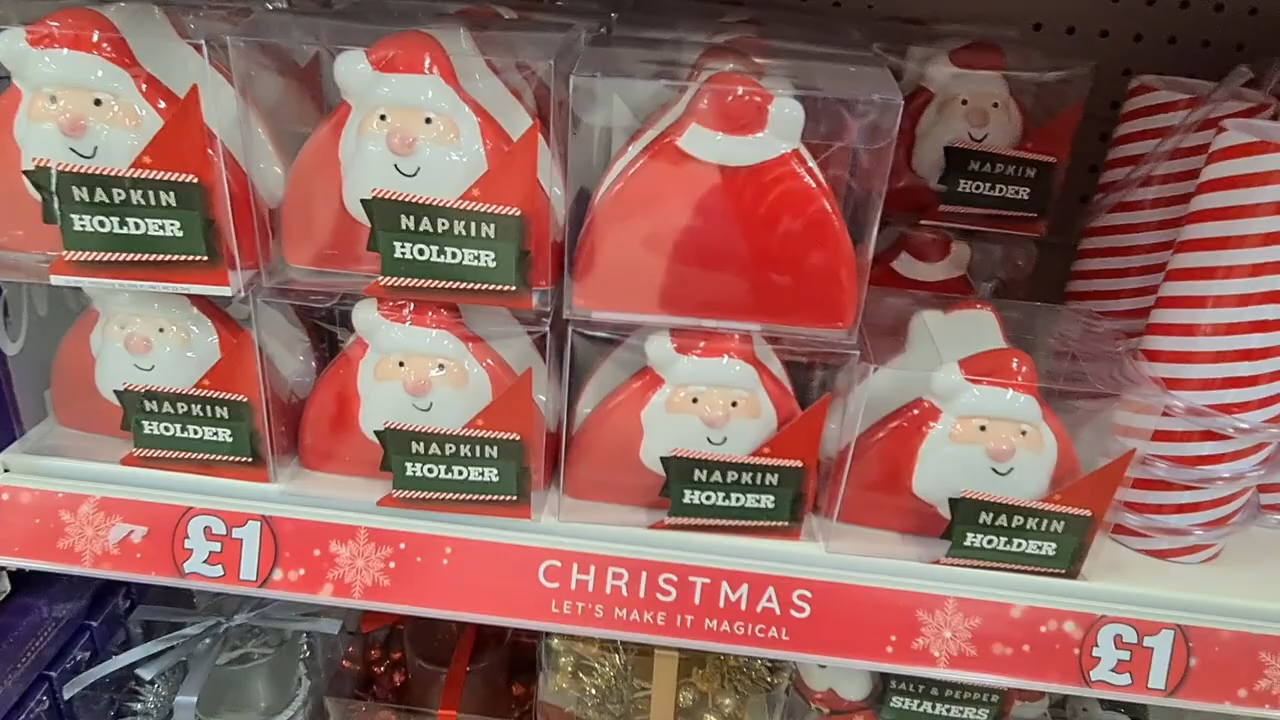 NAPKIN
HOLDER
NAPKIN
HOLDER
NAPKIN
HOLDER
NAPKIN
HOLDER
NAPKIN
HOLDER
NAPKIN
HOLDER
NAPKIN
HOLDER
£1
CHRISTMAS
LET'S MAKE IT MAGICAL
£1
SALT & PEPPER
SHAKERS